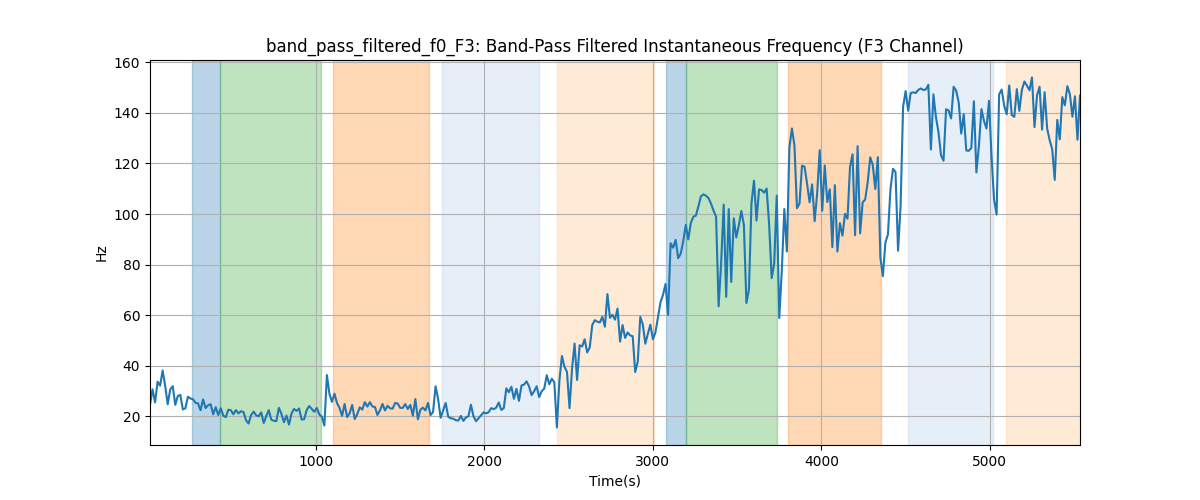 band_pass_filtered_f0_F3: Band-Pass Filtered Instantaneous Frequency (F3 Channel)
160
140
120
100
80
60
40
20
Hz
1000 2000 3000 4000 5000
Time(s)